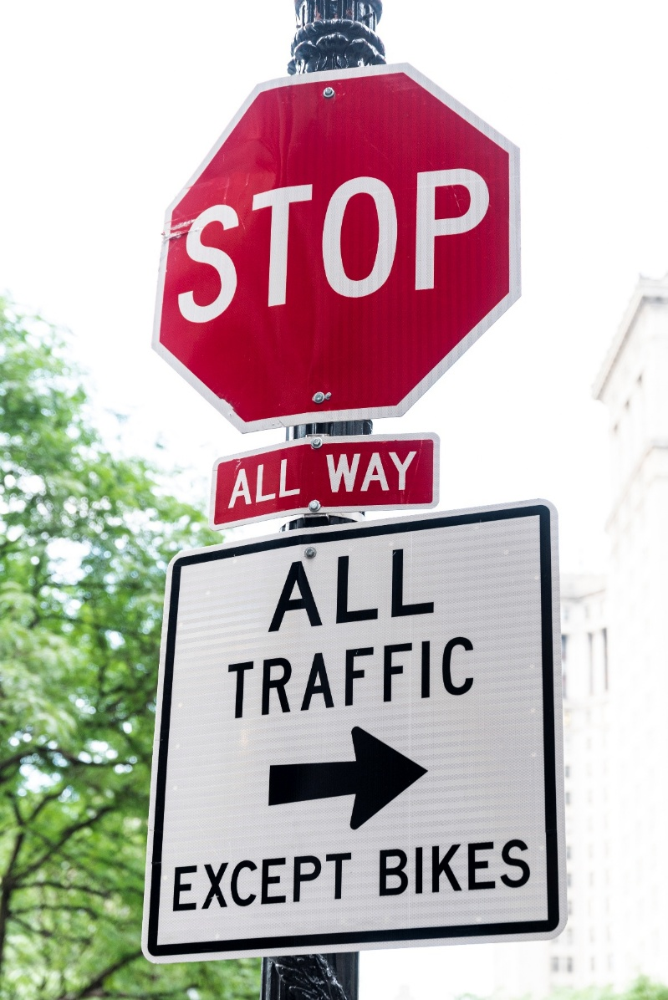 STOP
ALL WAY
ALL
TRAFFIC
EXCEPT BIKES